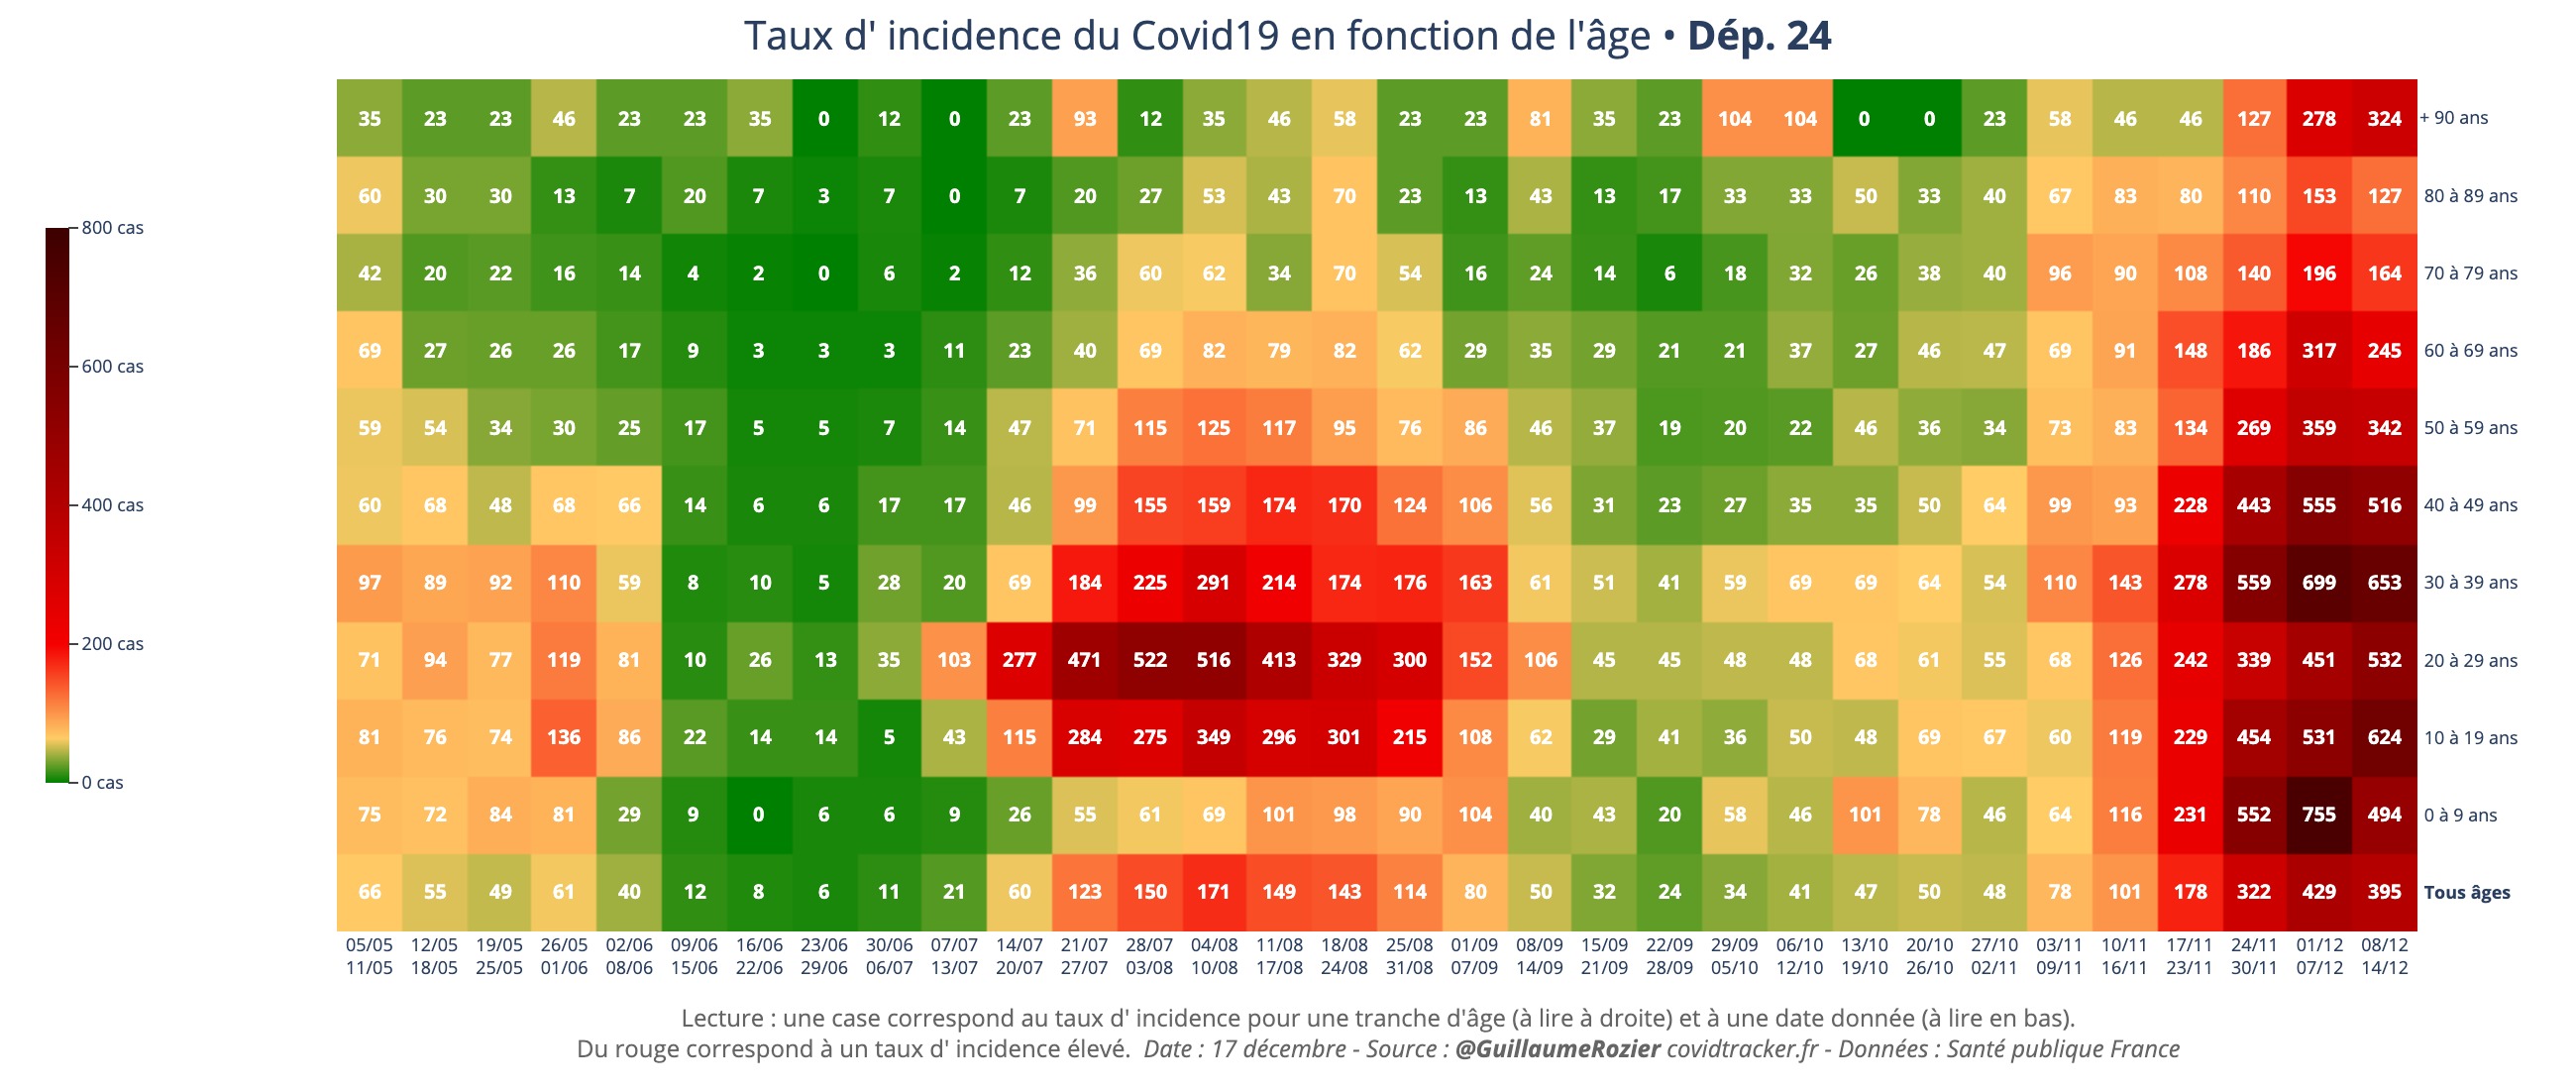 Taux d' incidence du Covid19 en fonction de l'âge • Dép. 24
35 23 23 46 23 23 35 0 12 0 23 93 12 35 46 58 23 23 81 35 23 104 104 0 0 23 58 46 46 127 278 324 + 90 ans
60 30 30 13 7 20 7 3 7 0 7 20 27 53 43 70 23 13 43 13 17 33 33 50 33 40 67 83 80 110 153 127 80 à 89 ans
800 cas
42 20 22 16 14 4 2 0 6 2 12 36 60 62 34 70 54 16 24 14 6 18 32 26 38 40 96 90 108 140 196 164 70 à 79 ans
69 27 26 26 17 9 3 3 3 11 23 40 69 82 79 82 62 29 35 29 21 21 37 27 46 47 69 91 148 186 317 245 60 à 69 ans
600 cas
59 54 34 30 25 17 5 5 7 14 47 71 115 125 117 95 76 86 46 37 19 20 22 46 36 34 73 83 134 269 359 342 50 à 59 ans
400 cas
60 68 48 68 66 14 6 6 17 17 46 99 155 159 174 170 124 106 56 31 23 27 35 35 50 64 99 93 228 443 555 516 40 à 49 ans
97 89 92 110 59 8 10 5 28 20 69 184 225 291 214 174 176 163 61 51 41 59 69 69 64 54 110 143 278 559 699 653 30 à 39 ans
200 cas
71 94 77 119 81 10 26 13 35 103 277 471 522 516 413 329 300 152 106 45 45 48 48 68 61 55 68 126 242 339 451 532 20 à 29 ans
81 76 74 136 86 22 14 14 5 43 115 284 275 349 296 301 215 108 62 29 41 36 50 48 69 67 60 119 229 454 531 624 10 à 19 ans
0 cas
75 72 84 81 29 9 0 6 6 9 26 55 61 69 101 98 90 104 40 43 20 58 46 101 78 46 64 116 231 552 755 494 0 à 9 ans
66 55 49 61 40 12 8 6 11 21 60 123 150 171 149 143 114 80 50 32 24 34 41 47 50 48 78 101 178 322 429 395 Tous âges
05/05 12/05 19/05 26/05 02/06 09/06 16/06 23/06 30/06 07/07 14/07 21/07 28/07 04/08 11/08 18/08 25/08 01/09 08/09 15/09 22/09 29/09 06/10 13/10 20/10 27/10 03/11 10/11 17/11 24/11 01/12 08/12
11/05 18/05 25/05 01/06 08/06 15/06 22/06 29/06 06/07 13/07 20/07 27/07 03/08 10/08 17/08 24/08 31/08 07/09 14/09 21/09 28/09 05/10 12/10 19/10 26/10 02/11 09/11 16/11 23/11 30/11 07/12 14/12
Lecture : une case correspond au taux d' incidence pour une tranche d'âge (à lire à droite) et à une date donnée (à lire en bas).
Du rouge correspond à un taux d' incidence élevé. Date : 17 décembre - Source : @GuillaumeRozier covidtracker.fr - Données : Santé publique France